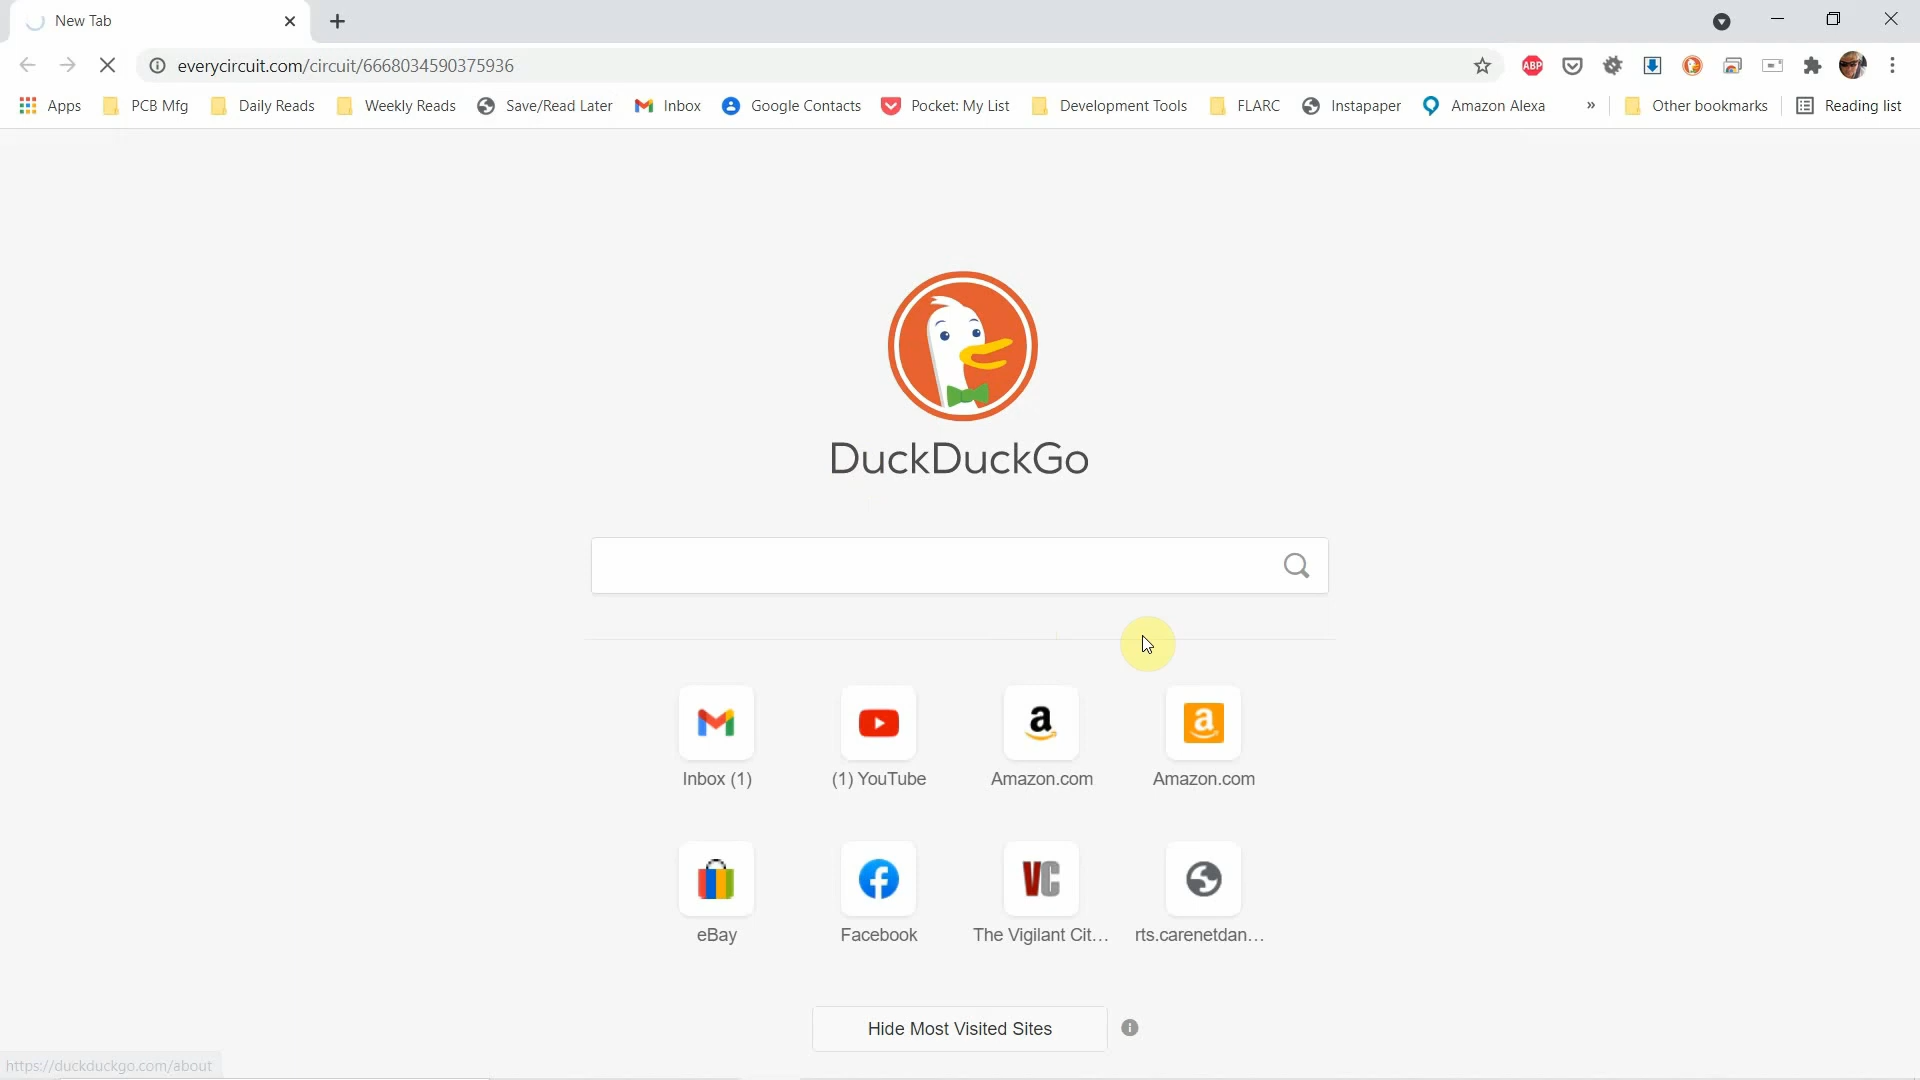 New Tab
everycircuit.com/circuit/6668034590375936
ABP
Apps PCB Mfg Daily Reads Weekly Reads Save/Read Later Inbox Google Contacts Pocket: My List Development Tools FLARC Instapaper Amazon Alexa » Other bookmarks Reading list
DuckDuckGo
Inbox (1) (1) YouTube Amazon.com Amazon.com
VC
eBay Facebook The Vigilant Cit... rts.carenetdan...
Hide Most Visited Sites
https://duckduckgo.com/about